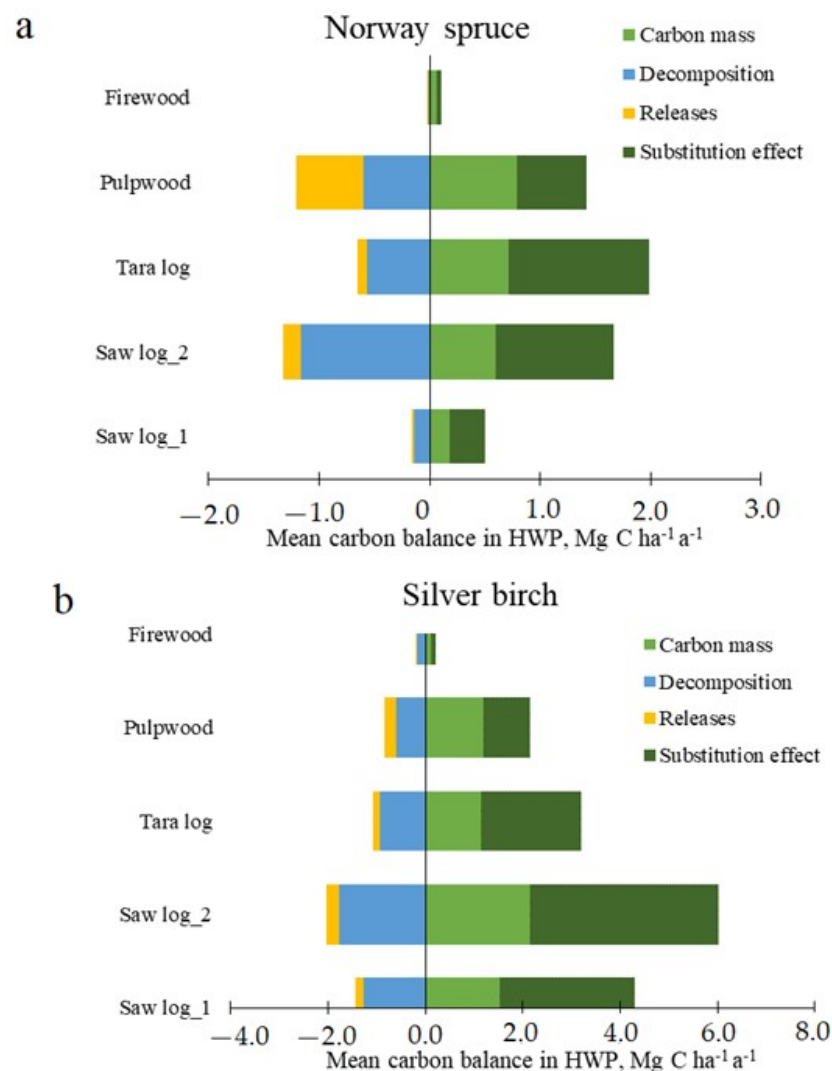 a
Norway spruce
Carbon mass
Decomposition
Releases
Substitution effect
Firewood
Pulpwood
Tara log
Saw log_2
Saw log_1
−2.0 −1.0 0 1.0 2.0 3.0
Mean carbon balance in HWP, Mg C ha⁻¹ a⁻¹
b
Silver birch
Carbon mass
Decomposition
Releases
Substitution effect
Firewood
Pulpwood
Tara log
Saw log_2
Saw log_1
−4.0 −2.0 0.0 2.0 4.0 6.0 8.0
Mean carbon balance in HWP, Mg C ha⁻¹ a⁻¹